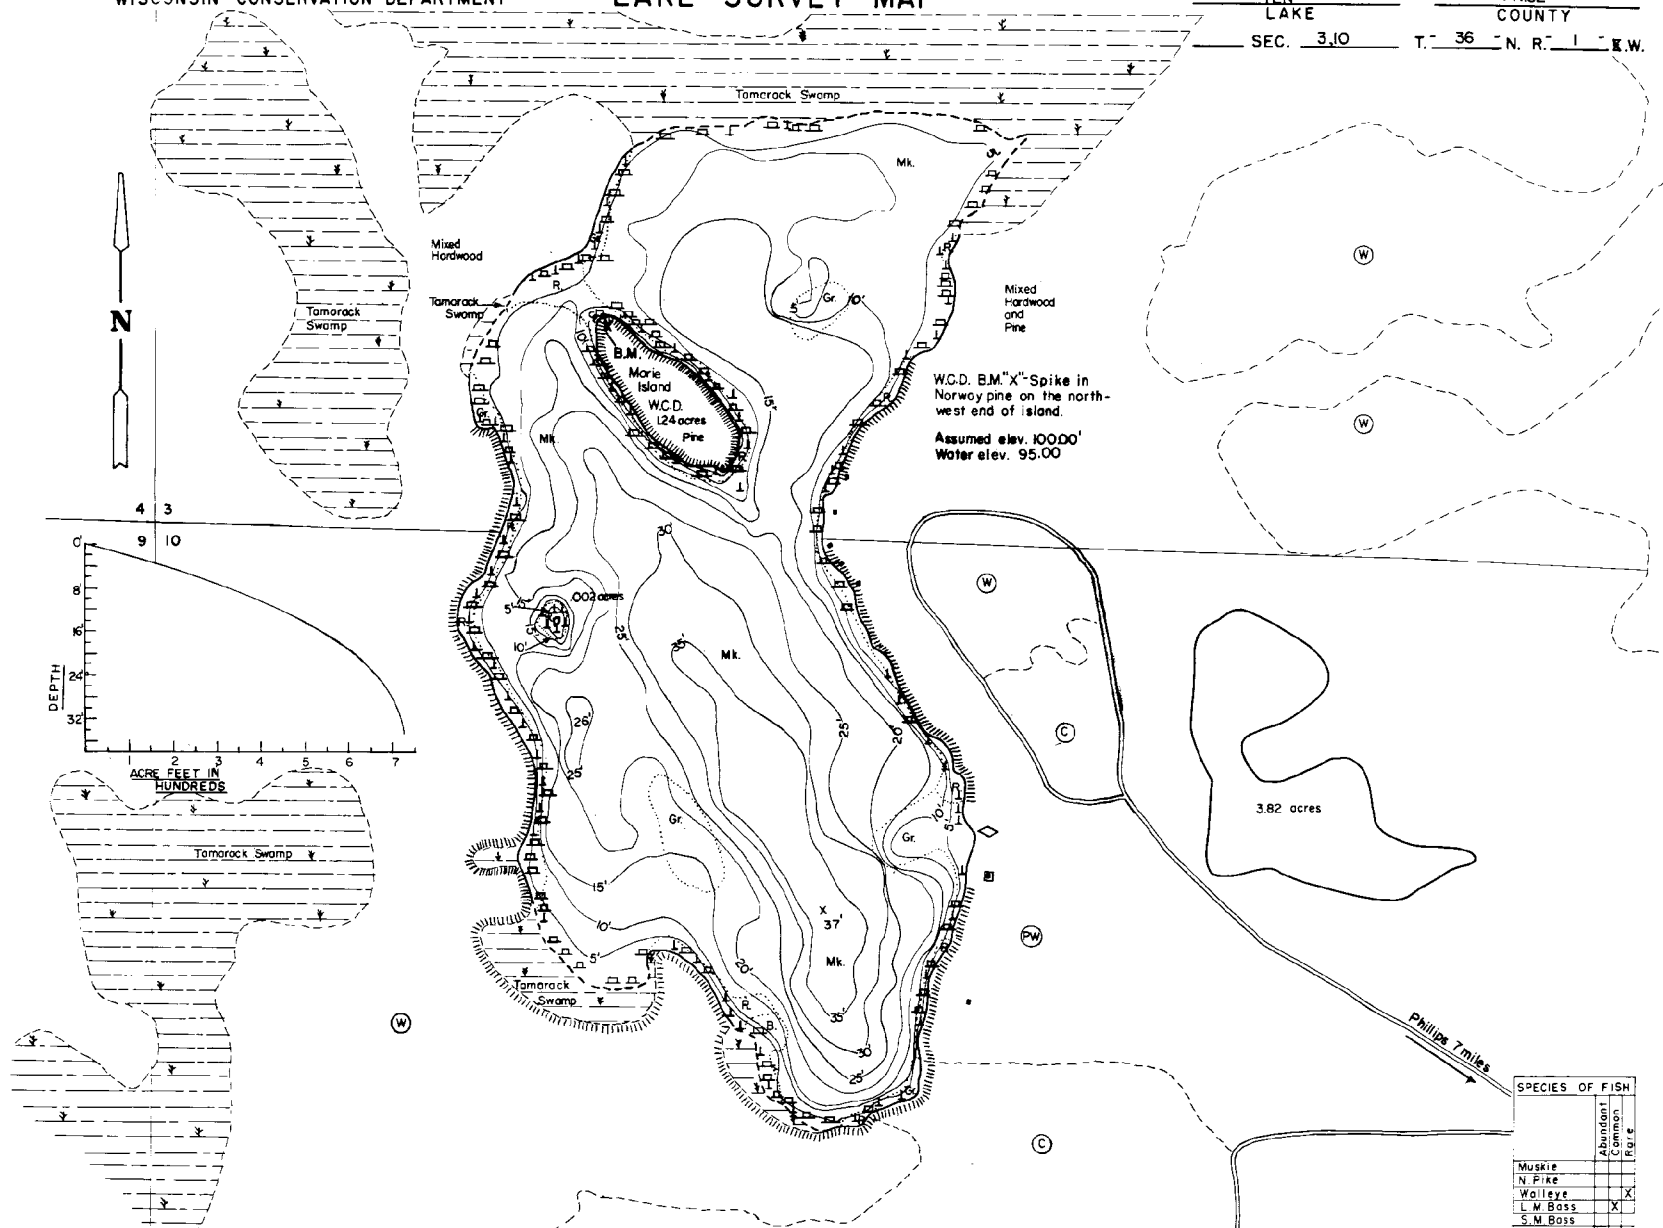 WISCONSIN CONSERVATION DEPARTMENT
LAKE SURVEY MAP
LAKE
COUNTY
SEC. 3,10 T. 36 N. R. 1 E.W.
Tamarack Swamp
Mk.
5'
Mixed
Hardwood
R.
Tamarack
Swamp
Tamarack
Swamp
N
Gr.
5
10'
Mixed
Hardwood
and
Pine
W
10'
B.M.
Marie
Island
W.C.D.
1.24 acres
Pine
15'
R.
W.C.D. B.M."X"-Spike in
Norway pine on the north-
west end of island.
Assumed elev. 100.00'
Water elev. 95.00
W
Gr.
Mk.
R.
4 3
9 10
30'
R.
0'
8'
16'
24'
32'
DEPTH
1 2 3 4 5 6 7
ACRE FEET IN
HUNDREDS
W
.002 acres
5'
15'
5'
10'
R.
25'
35'
Mk.
26'
25'
25'
20'
C
3.82 acres
R.
10'
5'
Gr.
Gr.
Tamarack Swamp
15'
10'
5'
X
37'
Mk.
PW
20'
Tamarack
Swamp
R.
B.
35'
30'
25'
W
Phillips 7 miles
C
SPECIES OF FISH
Abundant
Common
Rare
Muskie
N. Pike
Walleye X
L.M. Bass X
S.M. Bass